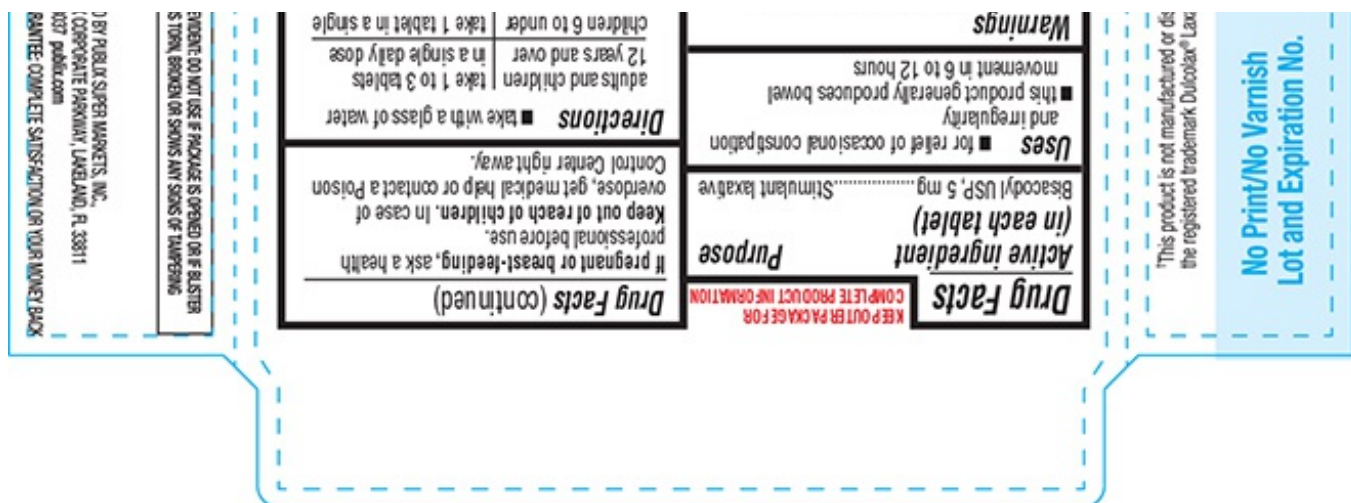 KEEP OUTER PACKAGE FOR
COMPLETE PRODUCT INFORMATION
Drug Facts
Active ingredient
(in each tablet)
Purpose
Bisacodyl USP, 5 mg..................Stimulant laxative
Uses ■ for relief of occasional constipation
and irregularity
■ this product generally produces bowel
movement in 6 to 12 hours
Warnings
Drug Facts (continued)
If pregnant or breast-feeding, ask a health
professional before use.
Keep out of reach of children. In case of
overdose, get medical help or contact a Poison
Control Center right away.
Directions ■ take with a glass of water
adults and children take 1 to 3 tablets
12 years and over in a single daily dose
children 6 to under take 1 tablet in a single
EVIDENT: DO NOT USE IF PACKAGE IS OPENED OR IF BLISTER
TORN, BROKEN OR SHOWS ANY SIGNS OF TAMPERING
BY PUBLIX SUPER MARKETS, INC.,
CORPORATE PARKWAY, LAKELAND, FL 33811
publix.com
COMPLETE SATISFACTION OR YOUR MONEY BACK
†This product is not manufactured or
the registered trademark Dulcolax®
No Print/No Varnish
Lot and Expiration No.